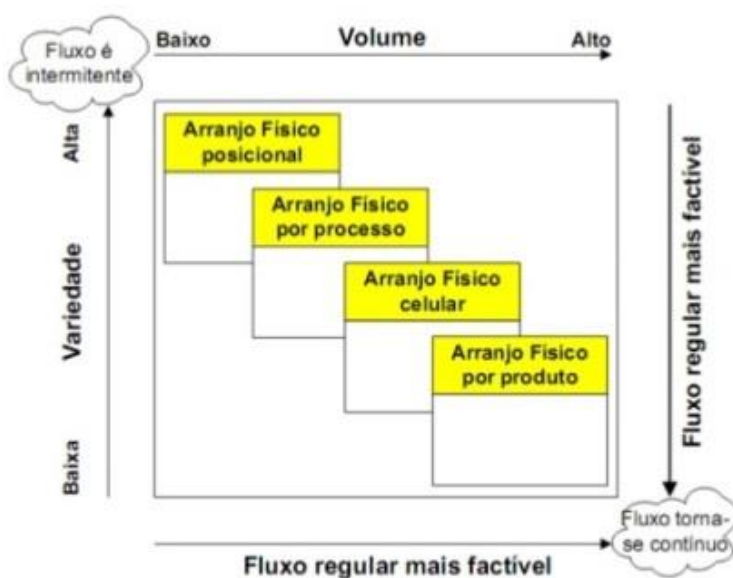 Fluxo é
intermitente
Baixo
Volume
Alto
Alta
Variedade
Baixa
Arranjo Físico
posicional
Arranjo Físico
por processo
Arranjo Físico
celular
Arranjo Físico
por produto
Fluxo regular mais factível
Fluxo torna-
se contínuo
Fluxo regular mais factível